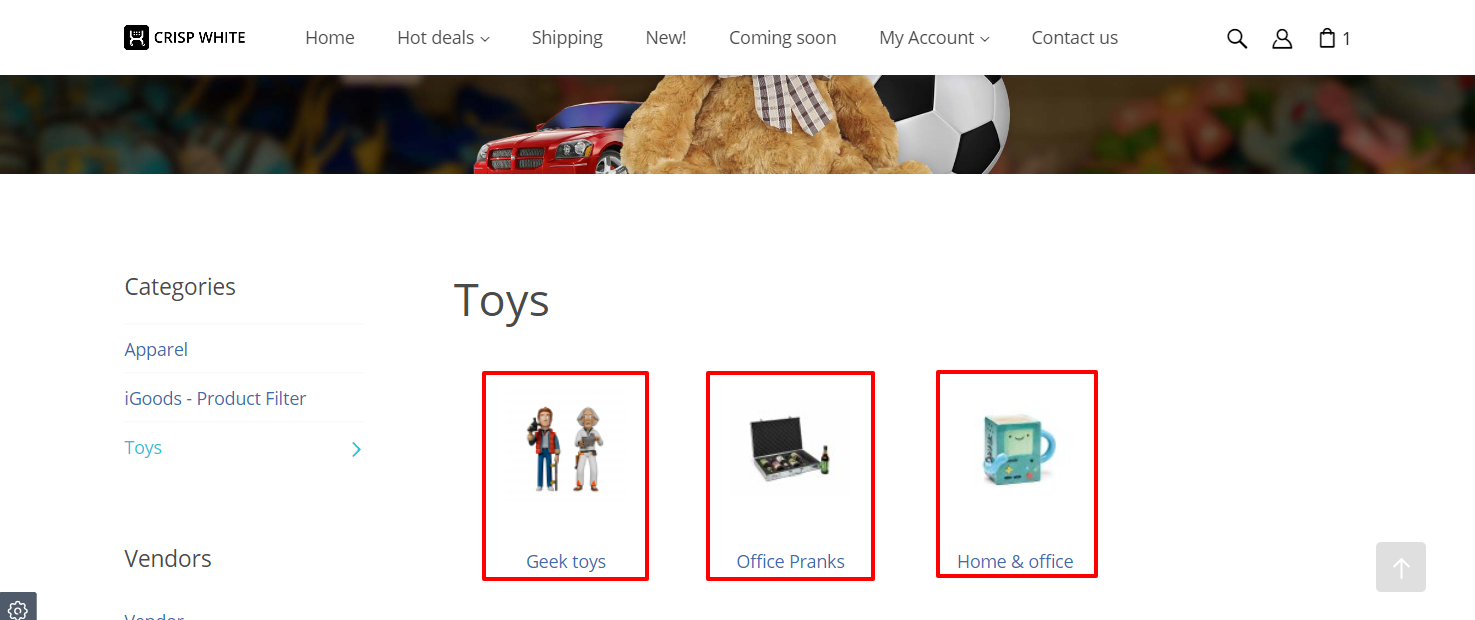 CRISP WHITE Home Hot deals Shipping New! Coming soon My Account Contact us 1
Categories
Apparel
iGoods - Product Filter
Toys
Vendors
Vendor
Toys
Geek toys Office Pranks Home & office